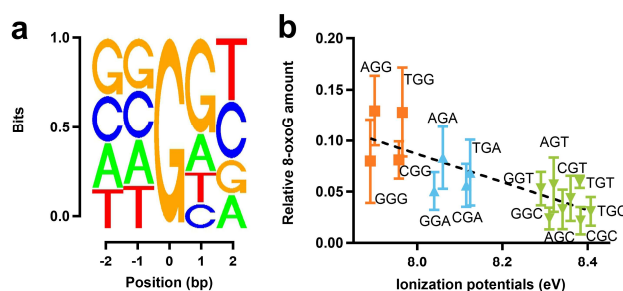 a
Bits
1.0
0.5
0.0
G G G G T
C C A C
A A T G
T T C A
-2 -1 0 1 2
Position (bp)
b
Relative 8-oxoG amount
0.20
0.15
0.10
0.05
0.00
AGG
TGG
GGG
CGG
AGA
TGA
GGA
CGA
AGT
GGT
CGT
TGT
GGC
AGC
TGC
CGC
8.0 8.2 8.4
Ionization potentials (eV)